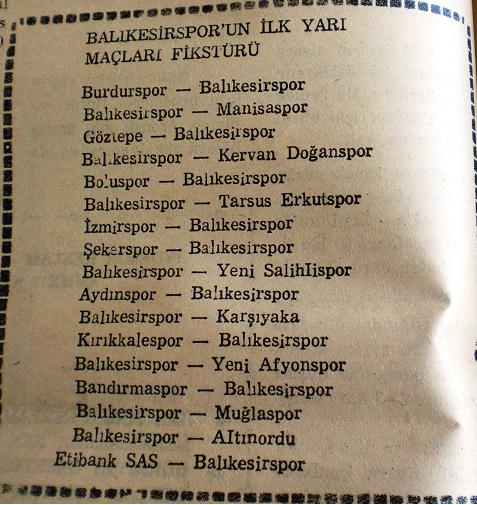 BALIKESİRSPOR'UN İLK YARI
MAÇLARI FİKSTÜRÜ
Burdurspor — Balıkesirspor
Balıkesirspor — Manisaspor
Göztepe — Balıkesirspor
Balıkesirspor — Kervan Doğanspor
Boluspor — Balıkesirspor
Balıkesirspor — Tarsus Erkutspor
İzmirspor — Balıkesirspor
Şekerspor — Balıkesirspor
Balıkesirspor — Yeni Salihlispor
Aydınspor — Balıkesirspor
Balıkesirspor — Karşıyaka
Kırıkkalespor — Balıkesirspor
Balıkesirspor — Yeni Afyonspor
Bandırmaspor — Balıkesirspor
Balıkesirspor — Muğlaspor
Balıkesirspor — Altınordu
Etibank SAS — Balıkesirspor